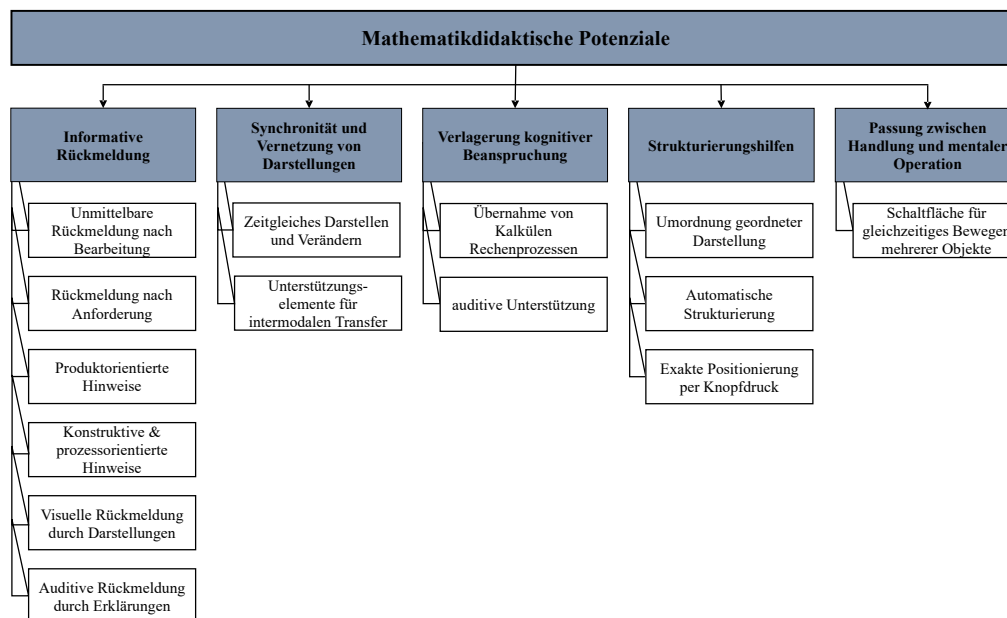 Mathematikdidaktische Potenziale
Informative
Rückmeldung
Unmittelbare
Rückmeldung nach
Bearbeitung
Rückmeldung nach
Anforderung
Produktorientierte
Hinweise
Konstruktive &
prozessorientierte
Hinweise
Visuelle Rückmeldung
durch Darstellungen
Auditive Rückmeldung
durch Erklärungen
Synchronität und
Vernetzung von
Darstellungen
Zeitgleiches Darstellen
und Verändern
Unterstützungs-
elemente für
intermodalen Transfer
Verlagerung kognitiver
Beanspruchung
Übernahme von
Kalkülen
Rechenprozessen
auditive Unterstützung
Strukturierungshilfen
Umordnung geordneter
Darstellung
Automatische
Strukturierung
Exakte Positionierung
per Knopfdruck
Passung zwischen
Handlung und mentaler
Operation
Schaltfläche für
gleichzeitiges Bewegen
mehrerer Objekte